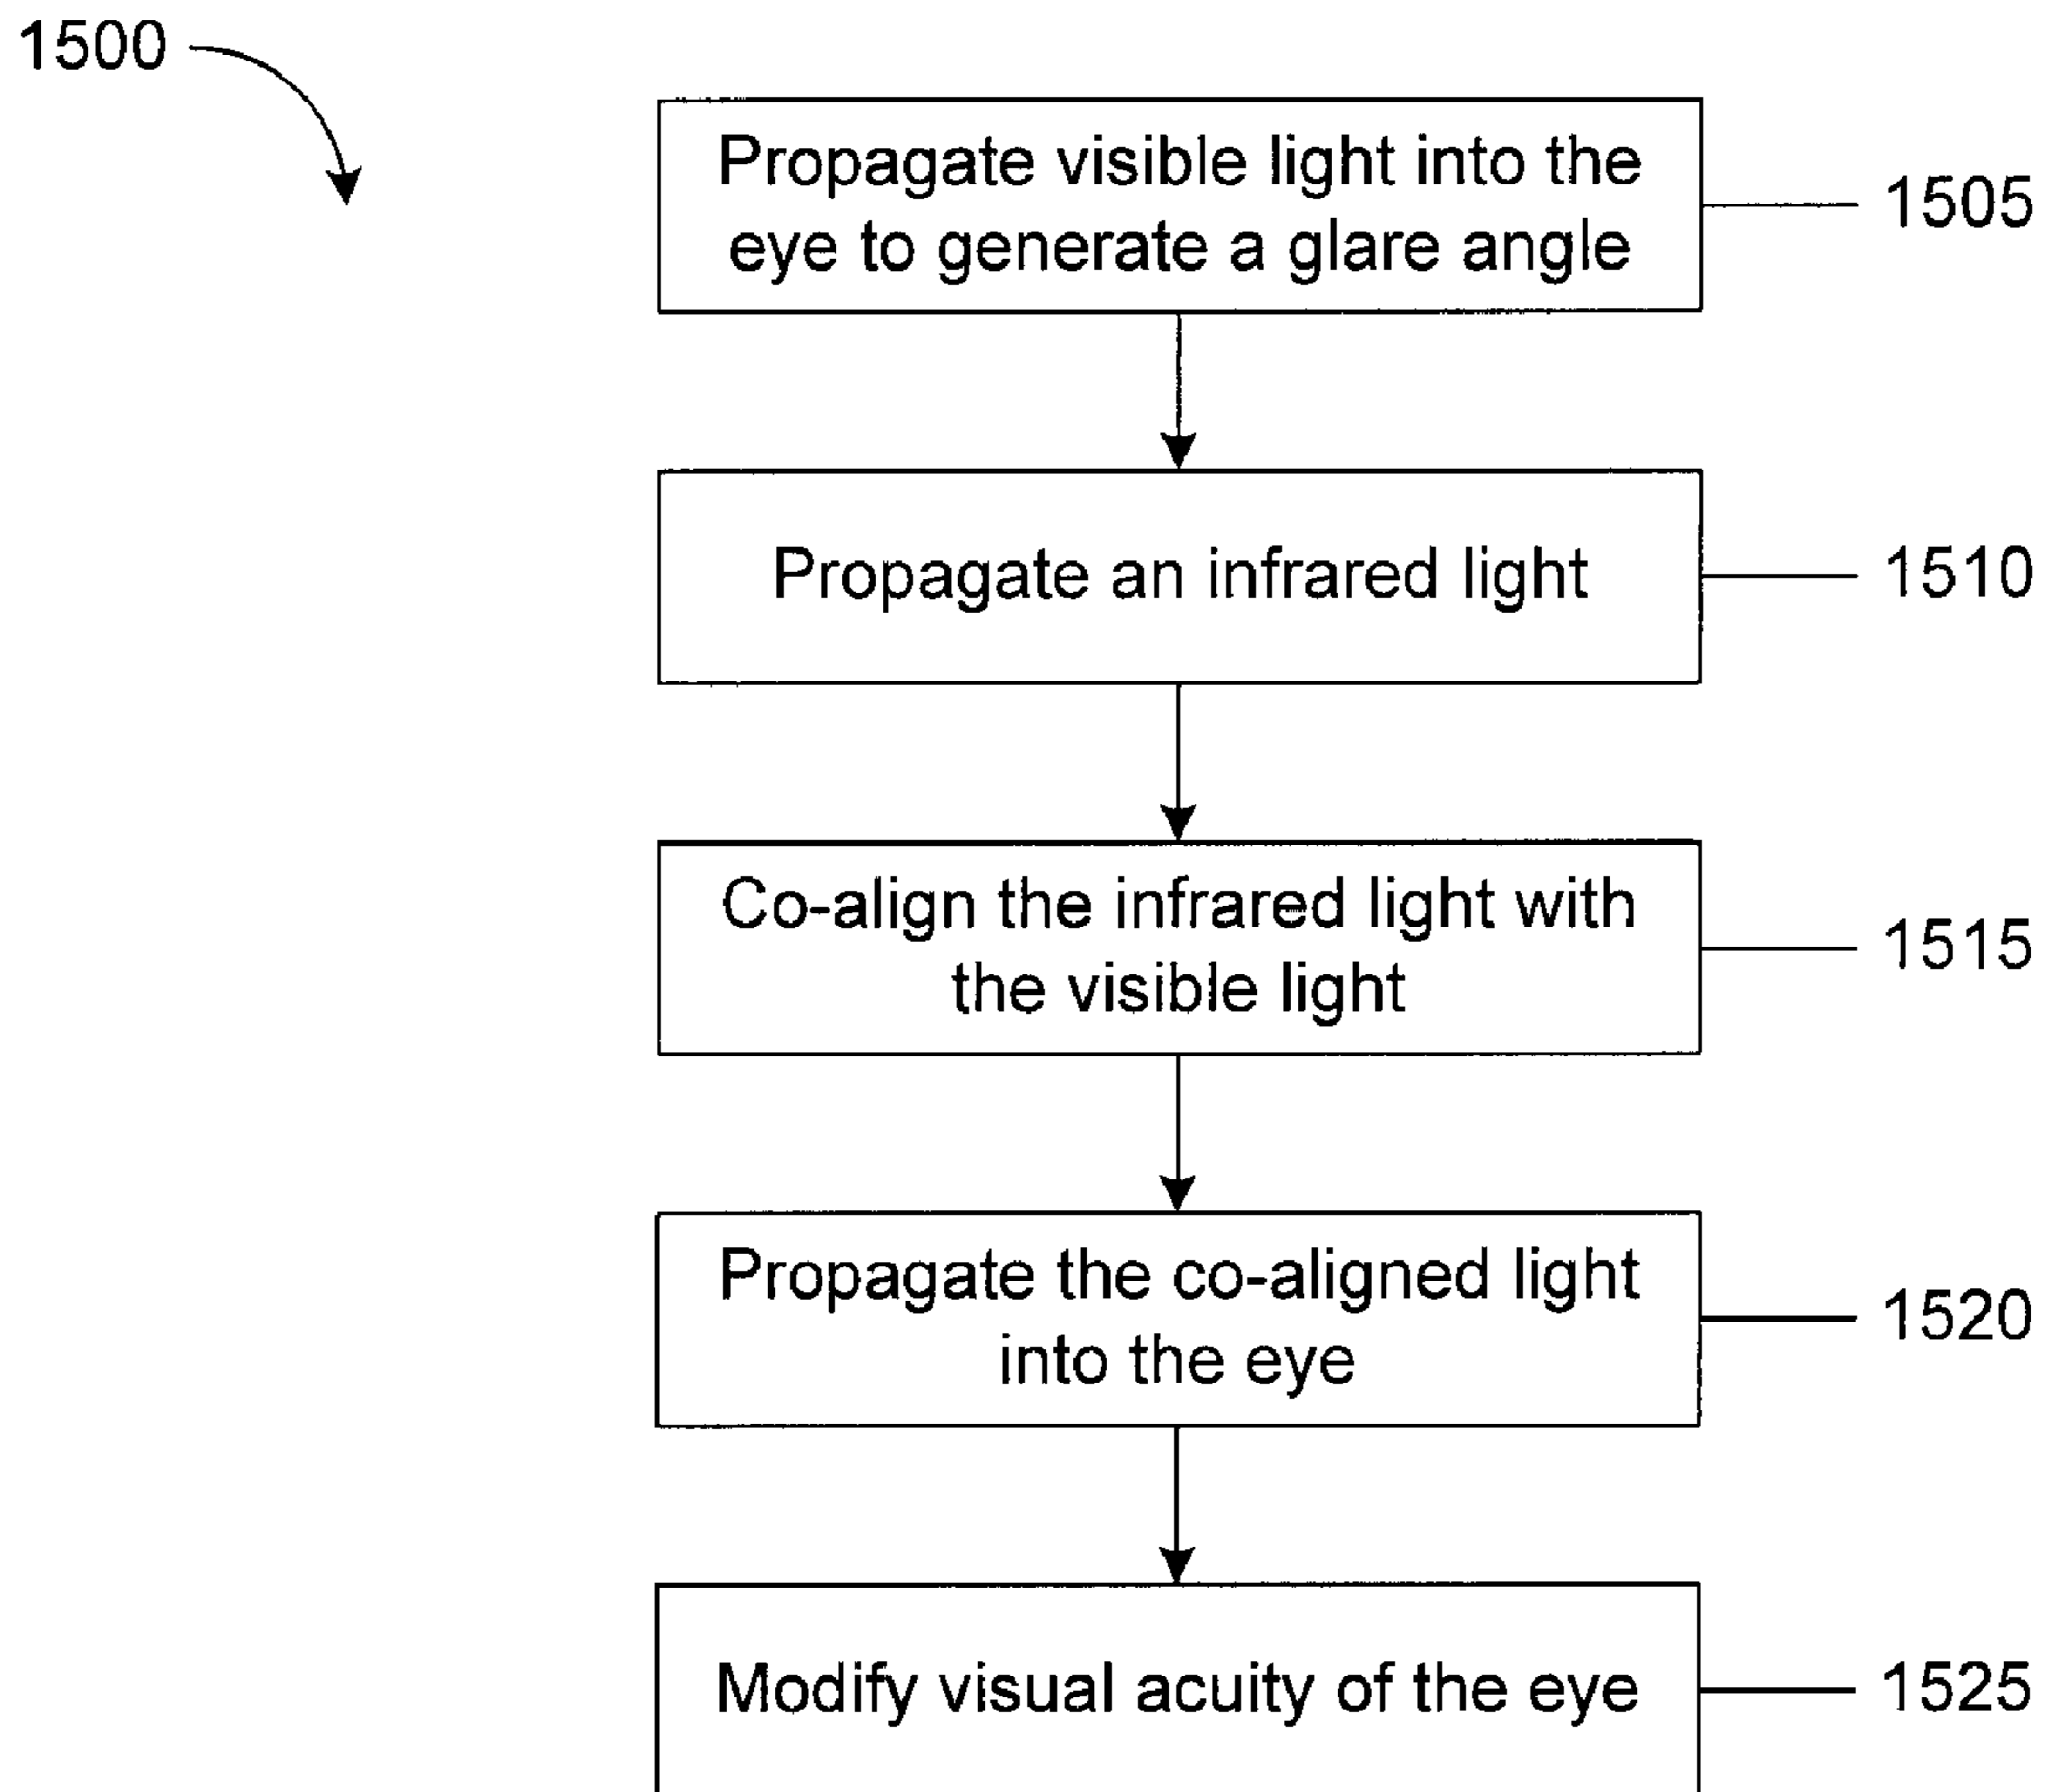 1500
Propagate visible light into the
eye to generate a glare angle
1505
Propagate an infrared light
1510
Co-align the infrared light with
the visible light
1515
Propagate the co-aligned light
into the eye
1520
Modify visual acuity of the eye
1525